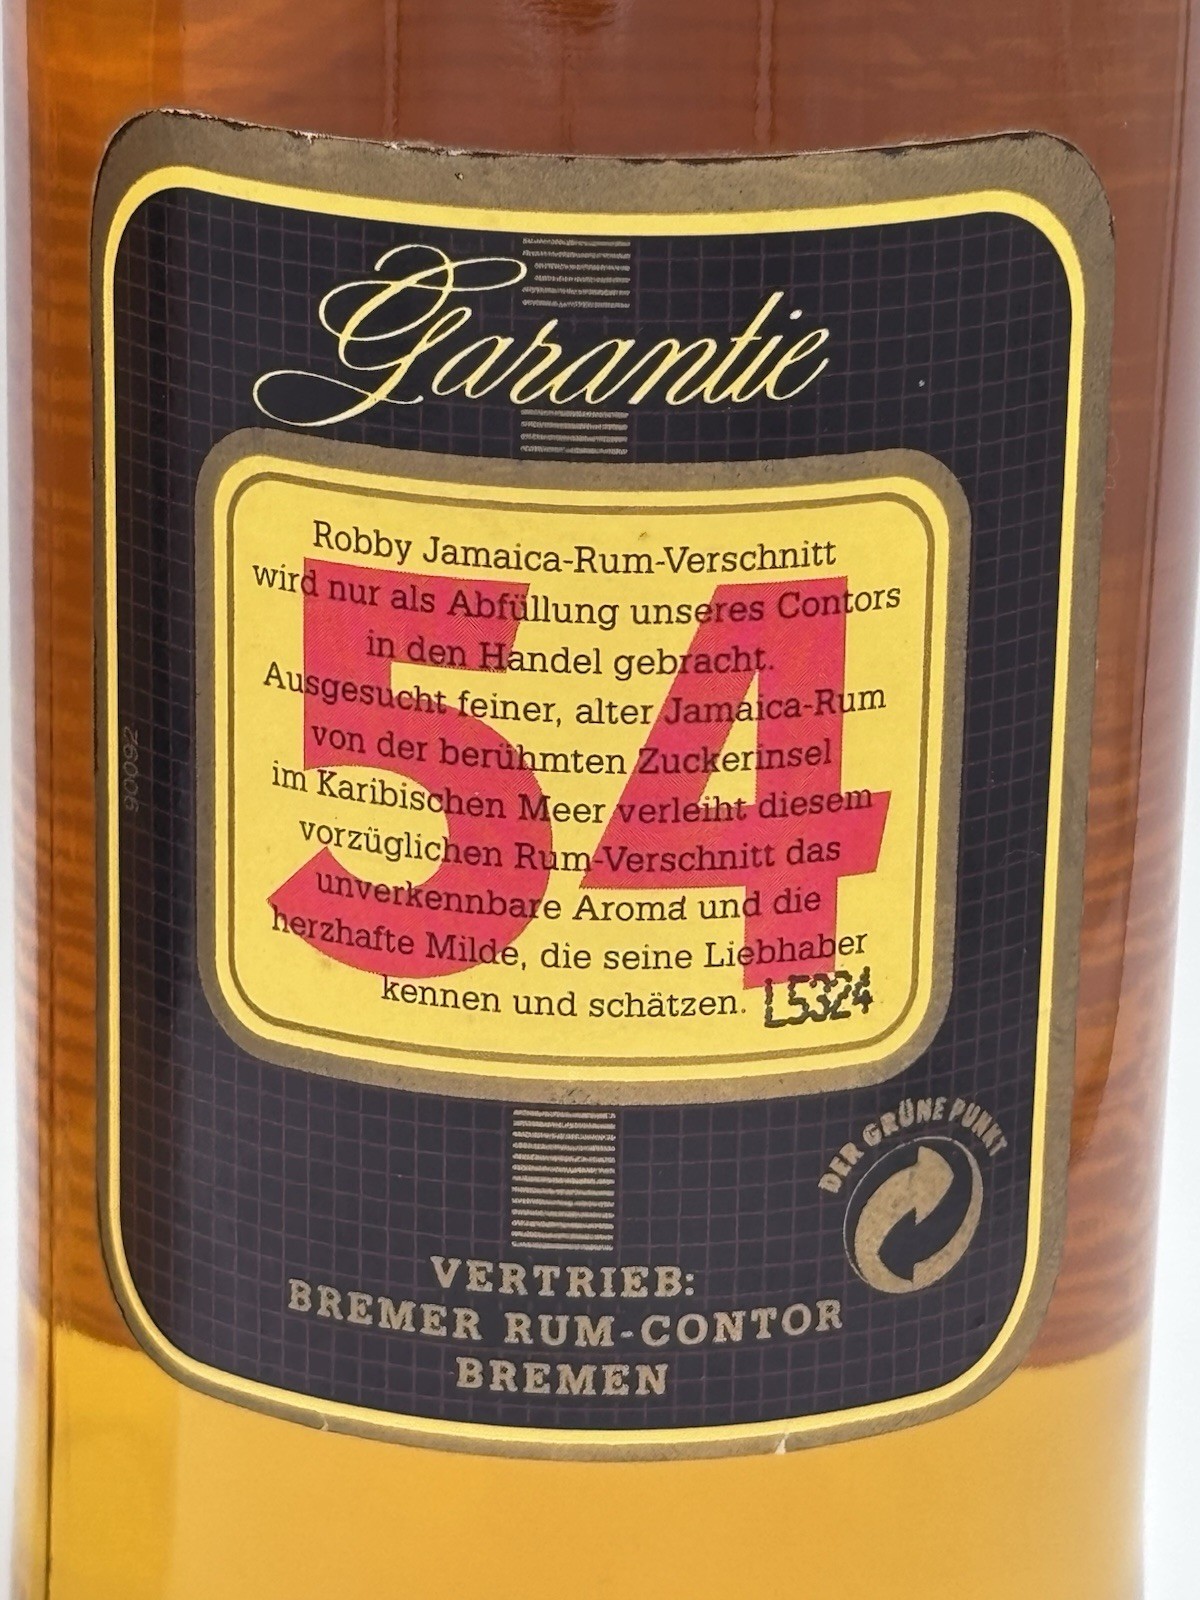 Garantie
54
Robby Jamaica-Rum-Verschnitt
wird nur als Abfüllung unseres Contors
in den Handel gebracht.
Ausgesucht feiner, alter Jamaica-Rum
von der berühmten Zuckerinsel
im Karibischen Meer verleiht diesem
vorzüglichen Rum-Verschnitt das
unverkennbare Aroma und die
herzhafte Milde, die seine Liebhaber
kennen und schätzen. L5324
90092
DER GRÜNE PUNKT
VERTRIEB:
BREMER RUM-CONTOR
BREMEN